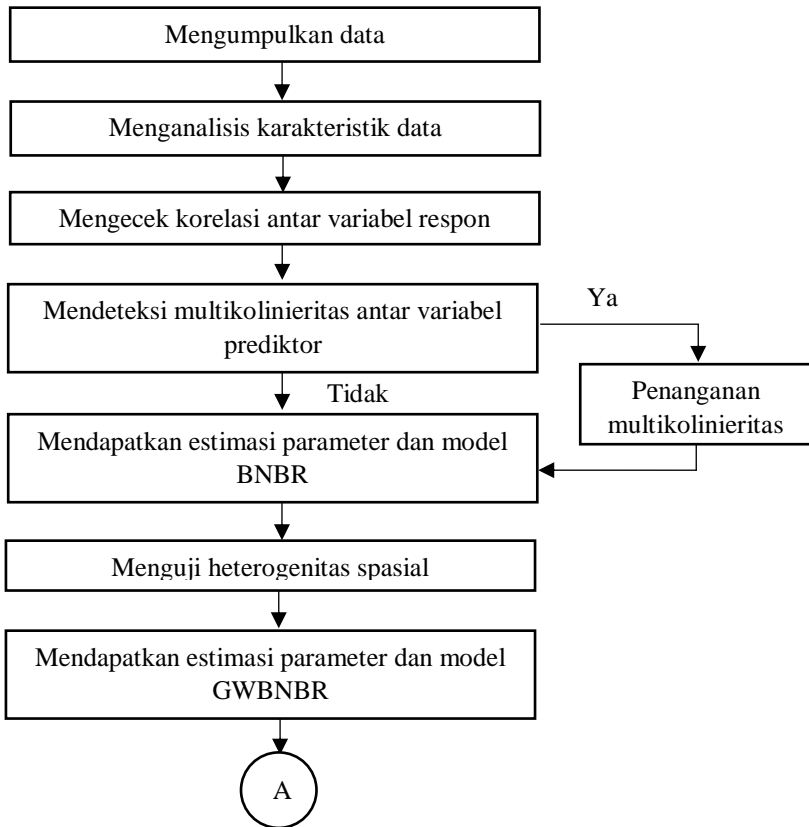 Mengumpulkan data
Menganalisis karakteristik data
Mengecek korelasi antar variabel respon
Mendeteksi multikolinieritas antar variabel
prediktor
Ya
Tidak
Penanganan
multikolinieritas
Mendapatkan estimasi parameter dan model
BNBR
Menguji heterogenitas spasial
Mendapatkan estimasi parameter dan model
GWBNBR
A